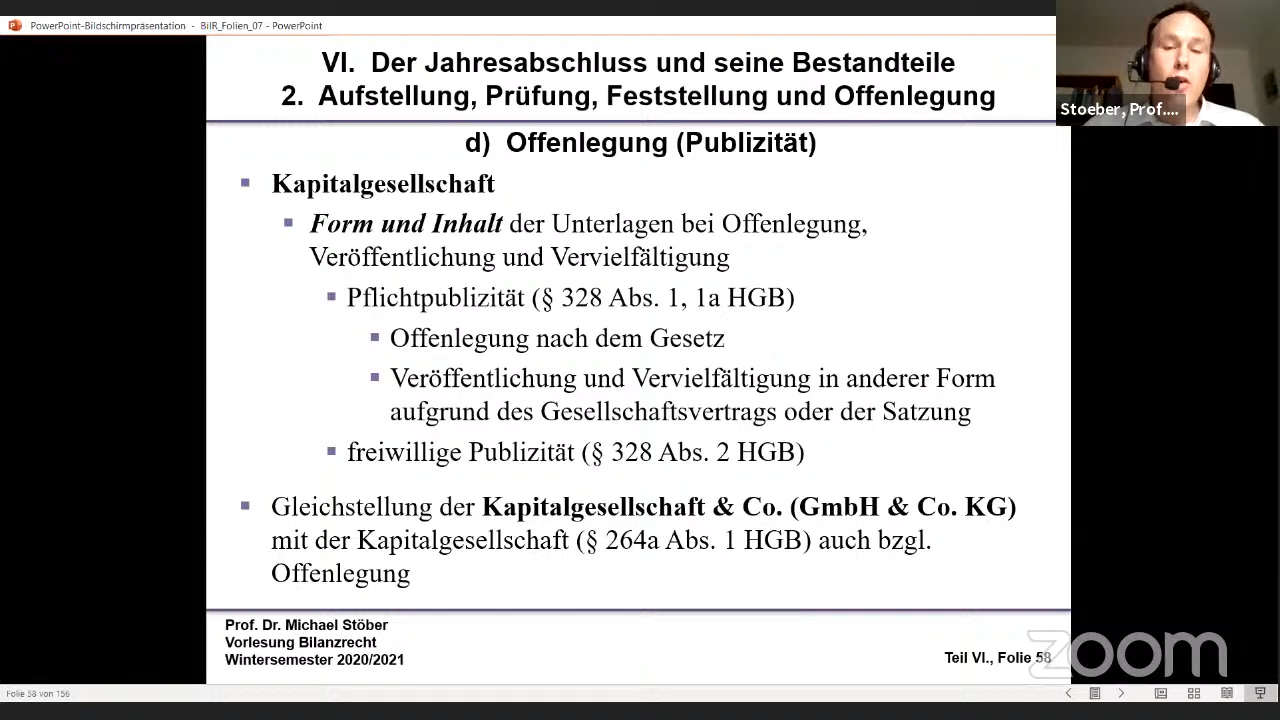 PowerPoint-Bildschirmpräsentation - BilR_Folien_07 - PowerPoint
VI. Der Jahresabschluss und seine Bestandteile
2. Aufstellung, Prüfung, Feststellung und Offenlegung
Stoeber, Prof....
d) Offenlegung (Publizität)
Kapitalgesellschaft
Form und Inhalt der Unterlagen bei Offenlegung,
Veröffentlichung und Vervielfältigung
Pflichtpublizität (§ 328 Abs. 1, 1a HGB)
Offenlegung nach dem Gesetz
Veröffentlichung und Vervielfältigung in anderer Form
aufgrund des Gesellschaftsvertrags oder der Satzung
freiwillige Publizität (§ 328 Abs. 2 HGB)
Gleichstellung der Kapitalgesellschaft & Co. (GmbH & Co. KG)
mit der Kapitalgesellschaft (§ 264a Abs. 1 HGB) auch bzgl.
Offenlegung
Prof. Dr. Michael Stöber
Vorlesung Bilanzrecht
Wintersemester 2020/2021
Teil VI., Folie 58
zoom
Folie 58 von 156